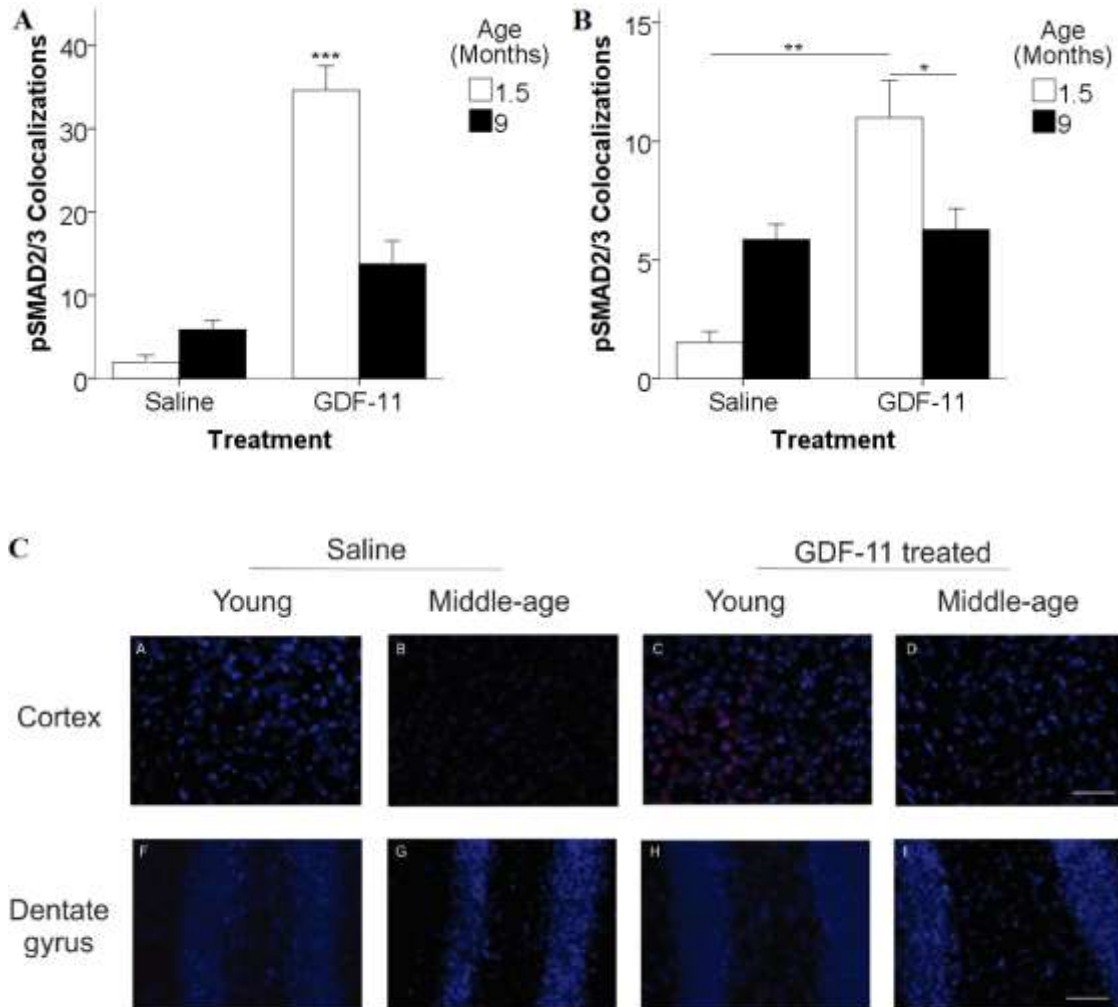 A
pSMAD2/3 Colocalizations
40
30
20
10
0
***
Age
(Months)
1.5
9
Saline GDF-11
Treatment
B
pSMAD2/3 Colocalizations
15
10
5
0
**
*
Age
(Months)
1.5
9
Saline GDF-11
Treatment
C
Saline GDF-11 treated
Young Middle-age Young Middle-age
Cortex
A B C D
Dentate
gyrus
F G H I